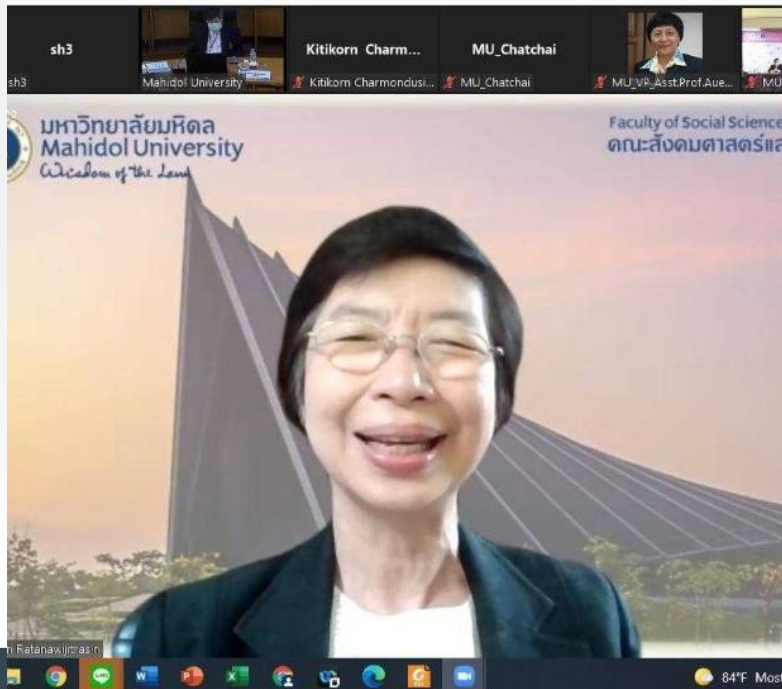 sh3
Kitikorn Charm...
MU_Chatchai
sh3
Mahidol University
Kitikorn Charmondusi...
MU_Chatchai
MU_VP_Asst.Prof.Aue...
MU
มหาวิทยาลัยมหิดล
Mahidol University
Wisdom of the Land
Faculty of Social Science
คณะสังคมศาสตร์และ
n Ratanawijitrasin
84°F